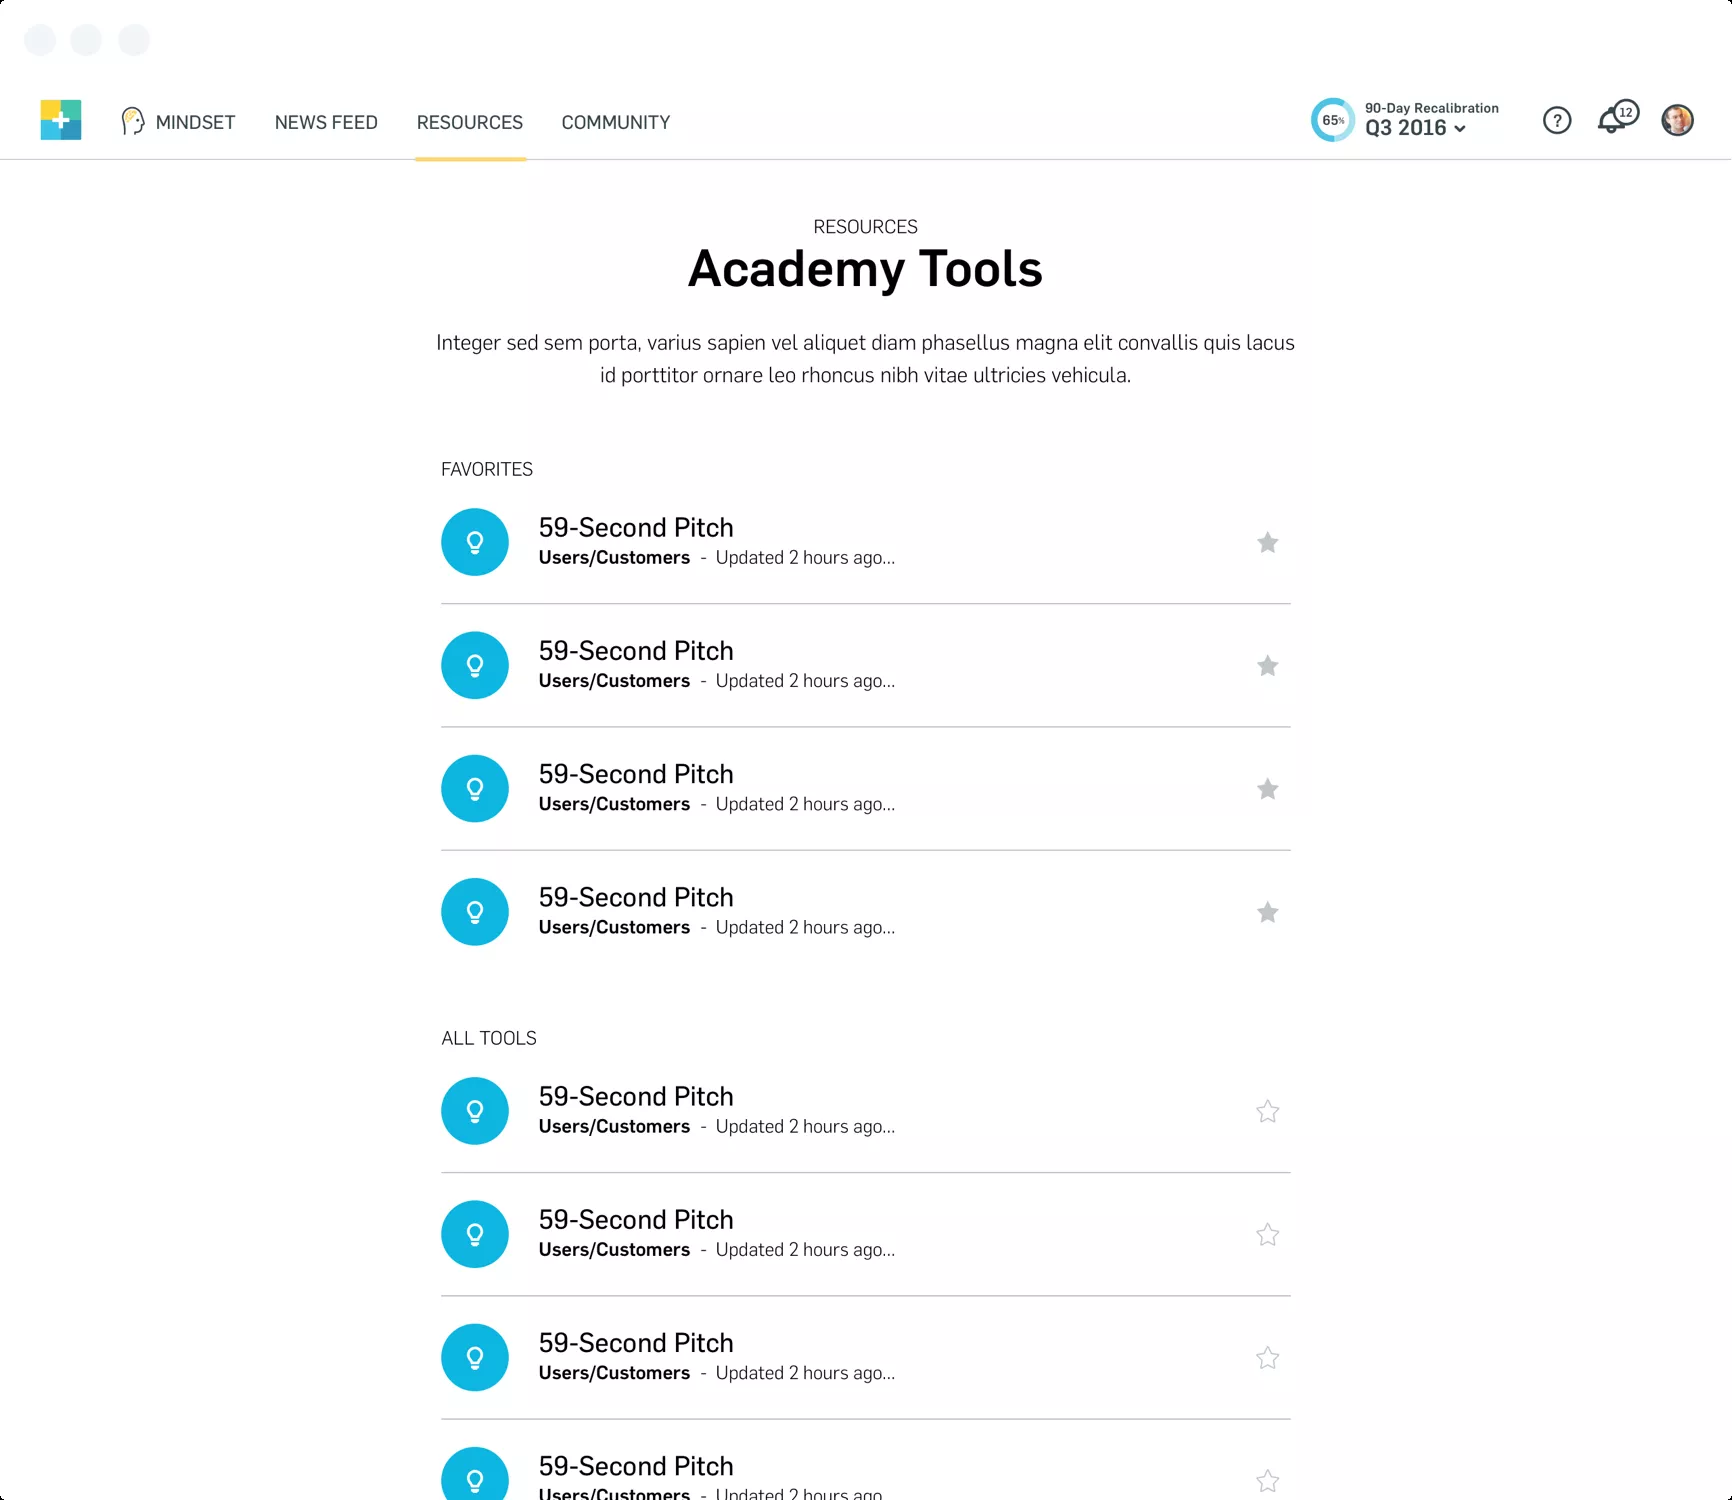 MINDSET
NEWS FEED
RESOURCES
COMMUNITY
65%
90-Day Recalibration
Q3 2016
?
12
RESOURCES
Academy Tools
Integer sed sem porta, varius sapien vel aliquet diam phasellus magna elit convallis quis lacus
id porttitor ornare leo rhoncus nibh vitae ultricies vehicula.
FAVORITES
59-Second Pitch
Users/Customers - Updated 2 hours ago...
59-Second Pitch
Users/Customers - Updated 2 hours ago...
59-Second Pitch
Users/Customers - Updated 2 hours ago...
59-Second Pitch
Users/Customers - Updated 2 hours ago...
ALL TOOLS
59-Second Pitch
Users/Customers - Updated 2 hours ago...
59-Second Pitch
Users/Customers - Updated 2 hours ago...
59-Second Pitch
Users/Customers - Updated 2 hours ago...
59-Second Pitch
Users/Customers - Updated 2 hours ago